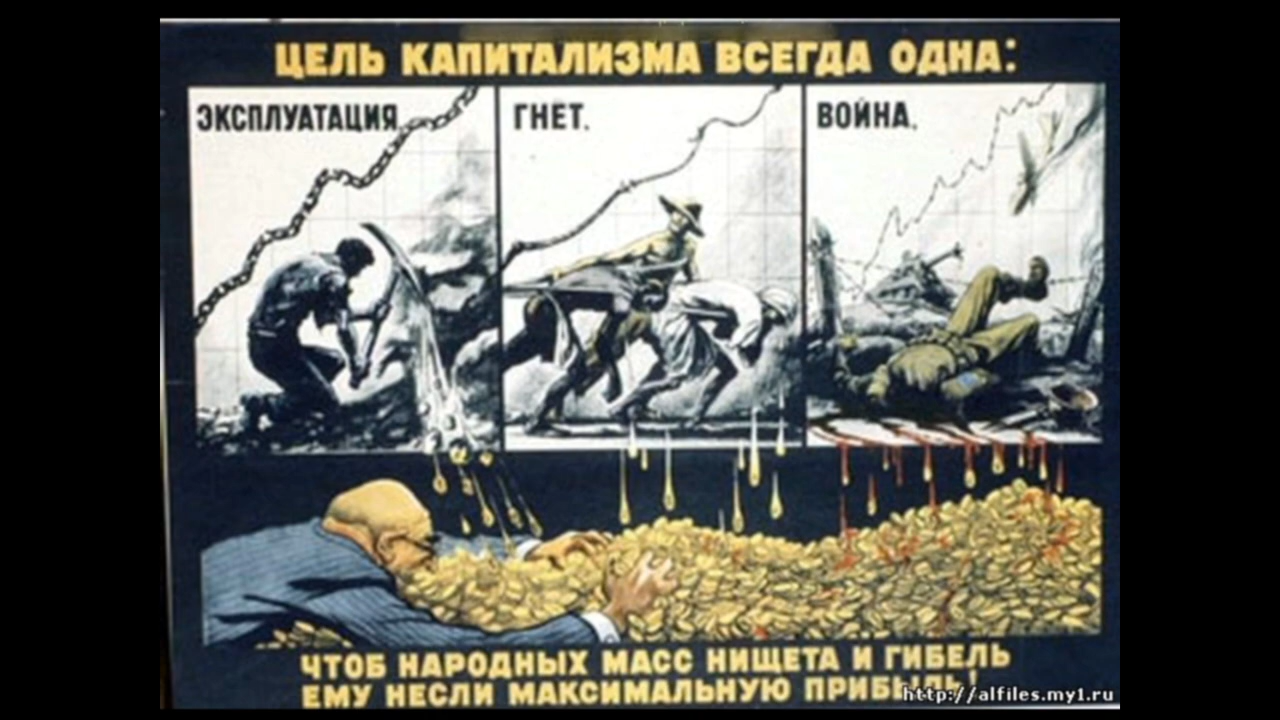 ЦЕЛЬ КАПИТАЛИЗМА ВСЕГДА ОДНА:
ЭКСПЛУАТАЦИЯ,
ГНЕТ,
ВОЙНА,
ЧТОБ НАРОДНЫХ МАСС НИЩЕТА И ГИБЕЛЬ
ЕМУ НЕСЛИ МАКСИМАЛЬНУЮ ПРИБЫЛЬ!
http://alfiles.my1.ru